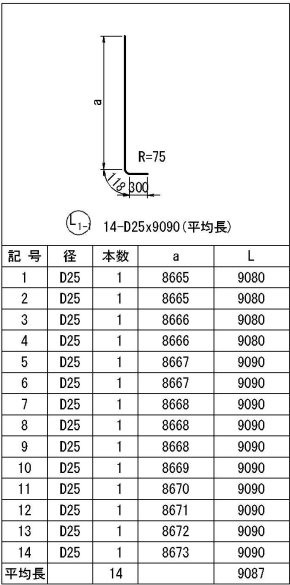 a
R=75
118
300
L1-1 14-D25x9090(平均長)
記 号 径 本数 a L
1 D25 1 8665 9080
2 D25 1 8665 9080
3 D25 1 8666 9080
4 D25 1 8666 9080
5 D25 1 8667 9090
6 D25 1 8667 9090
7 D25 1 8668 9090
8 D25 1 8668 9090
9 D25 1 8668 9090
10 D25 1 8669 9090
11 D25 1 8670 9090
12 D25 1 8671 9090
13 D25 1 8672 9090
14 D25 1 8673 9090
平均長 14 9087